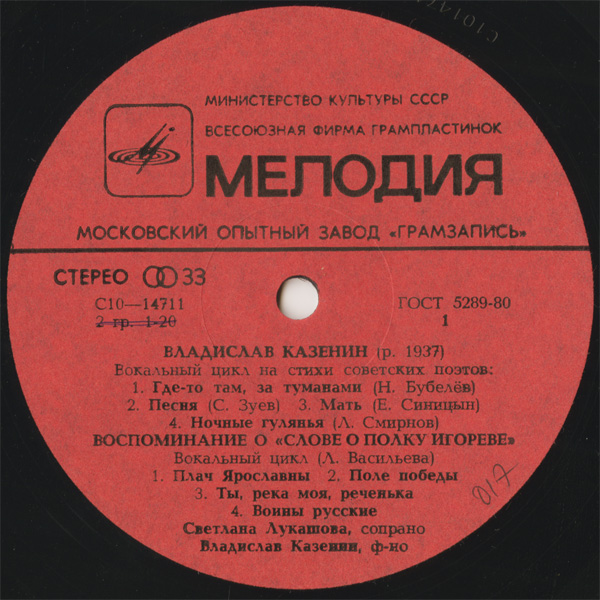 МИНИСТЕРСТВО КУЛЬТУРЫ СССР
ВСЕСОЮЗНАЯ ФИРМА ГРАМПЛАСТИНОК
МЕЛОДИЯ
МОСКОВСКИЙ ОПЫТНЫЙ ЗАВОД «ГРАМЗАПИСЬ»
СТЕРЕО 33
С10—14711 ГОСТ 5289-80
2 гр. 1-20 1
ВЛАДИСЛАВ КАЗЕНИН (р. 1937)
Вокальный цикл на стихи советских поэтов:
1. Где-то там, за туманами (Н. Бубелёв)
2. Песня (С. Зуев) 3. Мать (Е. Синицын)
4. Ночные гулянья (Л. Смирнов)
ВОСПОМИНАНИЕ О «СЛОВЕ О ПОЛКУ ИГОРЕВЕ»
Вокальный цикл (Л. Васильева)
1. Плач Ярославны 2. Поле победы
3. Ты, река моя, реченька
4. Воины русские
Светлана Лукашова, сопрано
Владислав Казенин, ф-но